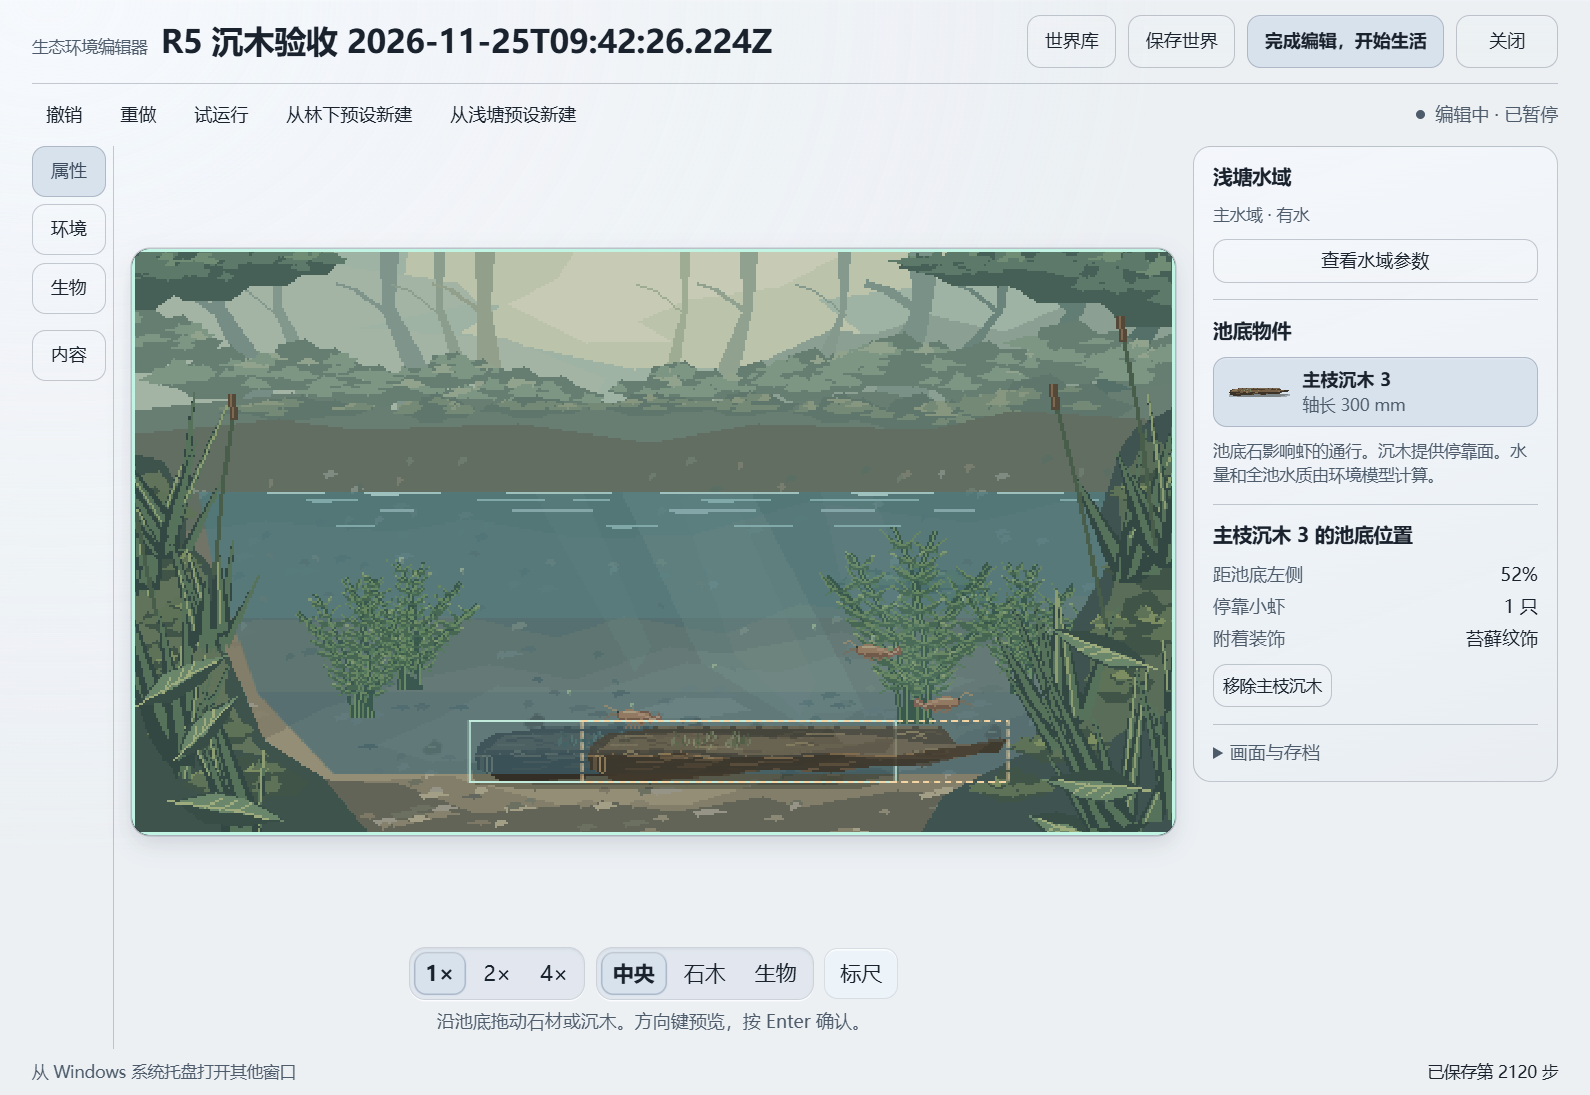 生态环境编辑器 R5 沉木验收 2026-11-25T09:42:26.224Z 世界库 保存世界 完成编辑，开始生活 关闭
撤销 重做 试运行 从林下预设新建 从浅塘预设新建 编辑中 · 已暂停
属性
环境
生物
内容
浅塘水域
主水域 · 有水
查看水域参数
池底物件
主枝沉木 3
轴长 300 mm
池底石影响虾的通行。沉木提供停靠面。水
量和全池水质由环境模型计算。
主枝沉木 3 的池底位置
距池底左侧 52%
停靠小虾 1 只
附着装饰 苔藓纹饰
移除主枝沉木
▶ 画面与存档
1× 2× 4× 中央 石木 生物 标尺
沿池底拖动石材或沉木。方向键预览，按 Enter 确认。
从 Windows 系统托盘打开其他窗口 已保存第 2120 步